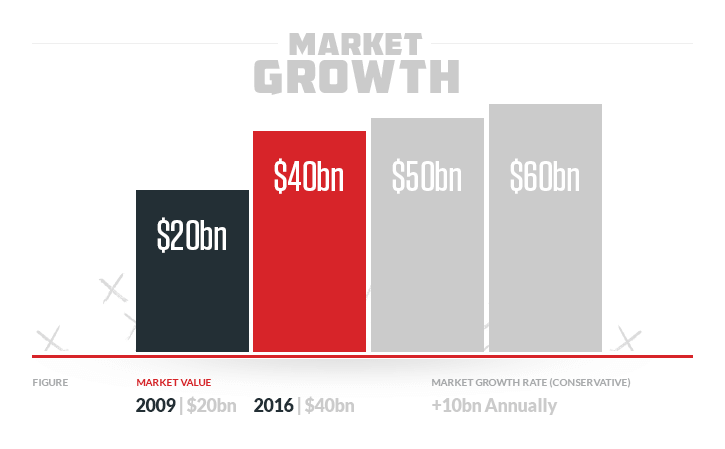 MARKET
GROWTH
$20bn
$40bn
$50bn
$60bn
FIGURE
MARKET VALUE
2009 | $20bn
2016 | $40bn
MARKET GROWTH RATE (CONSERVATIVE)
+10bn Annually